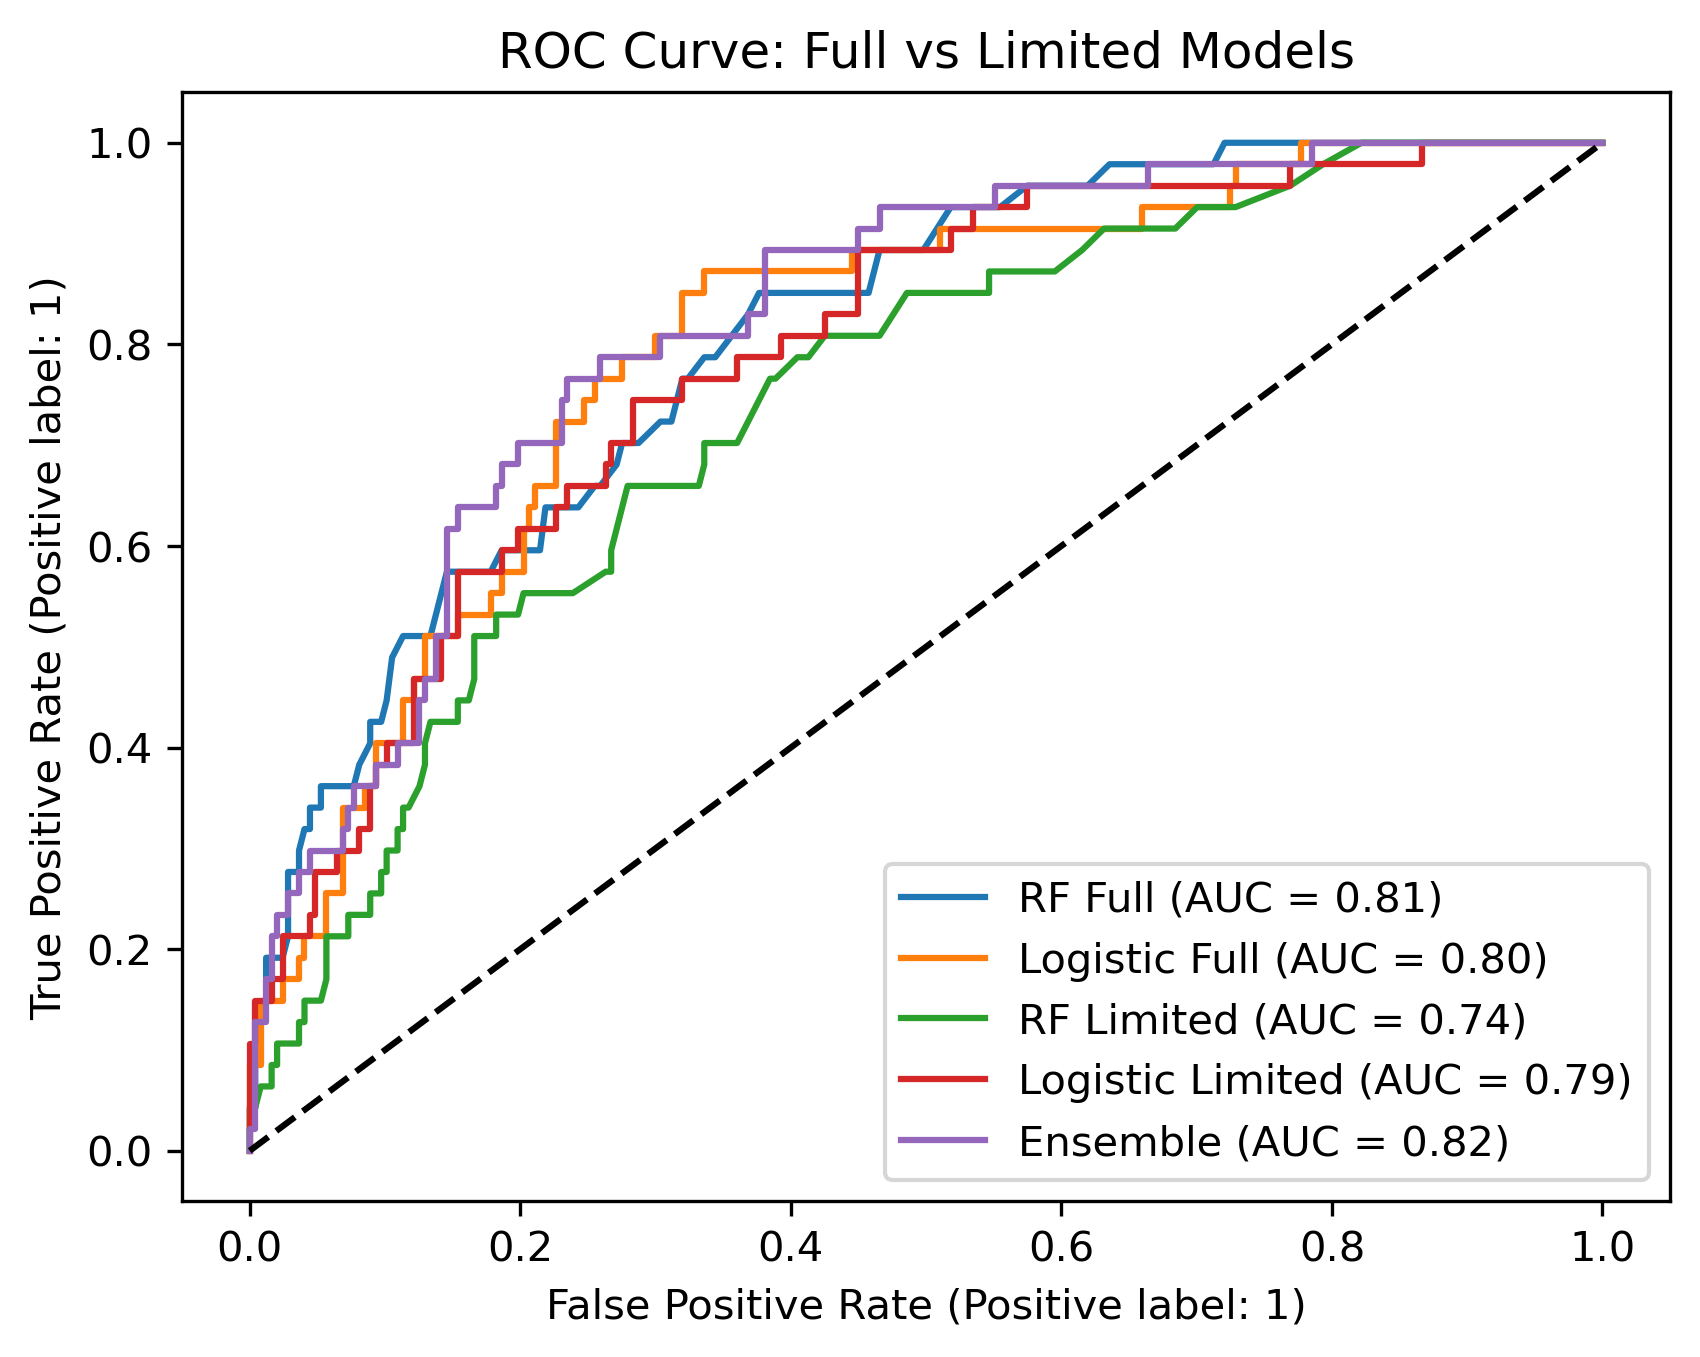 ROC Curve: Full vs Limited Models
True Positive Rate (Positive label: 1)
1.0
0.8
0.6
0.4
0.2
0.0
RF Full (AUC = 0.81)
Logistic Full (AUC = 0.80)
RF Limited (AUC = 0.74)
Logistic Limited (AUC = 0.79)
Ensemble (AUC = 0.82)
0.0 0.2 0.4 0.6 0.8 1.0
False Positive Rate (Positive label: 1)